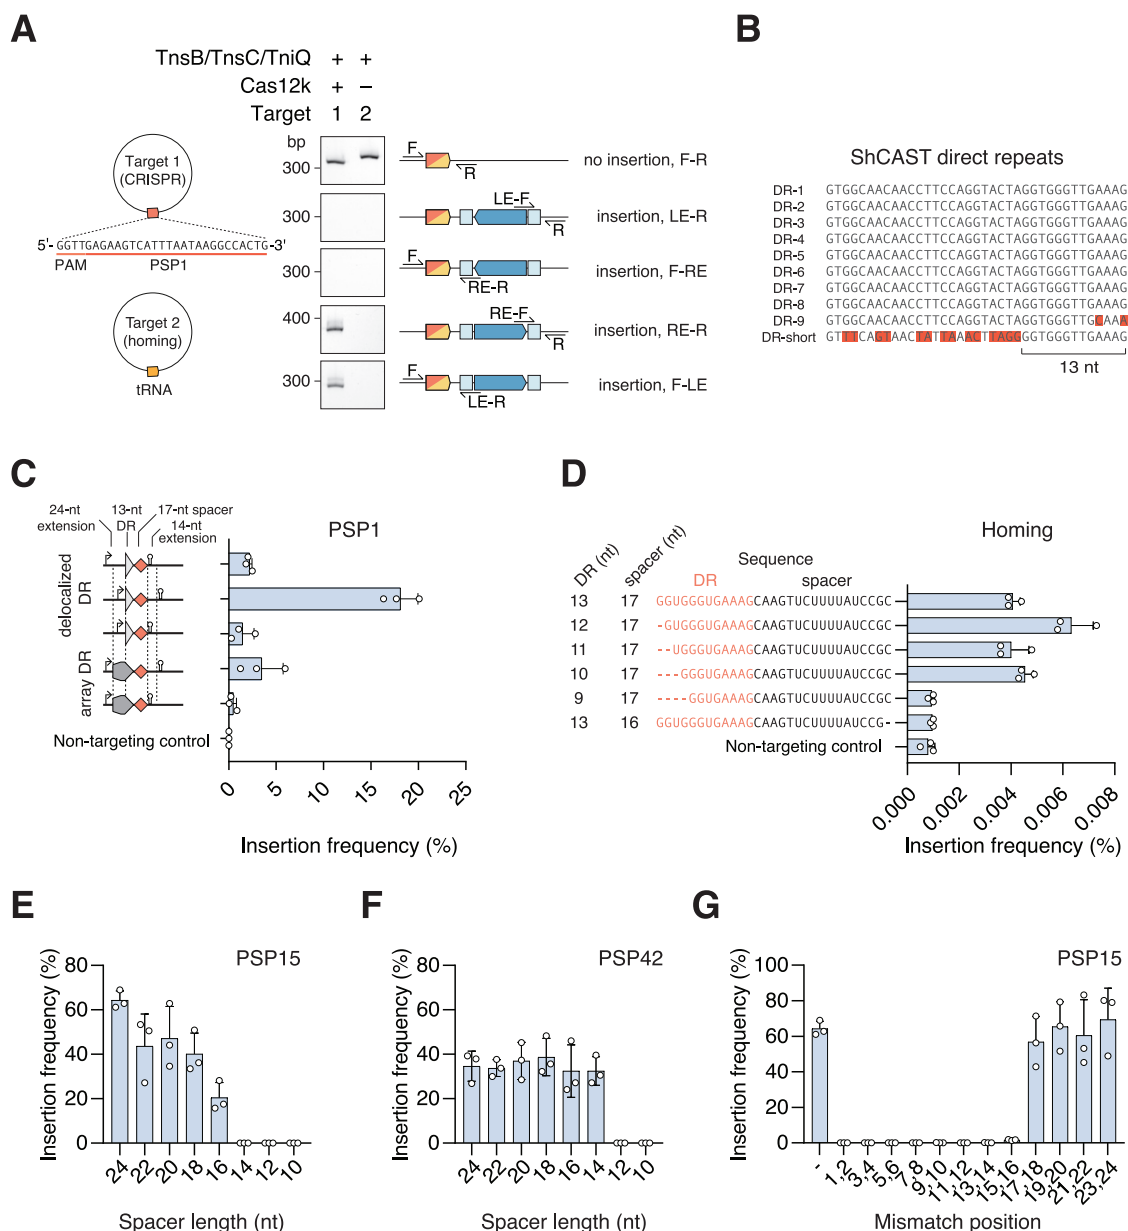 A
TnsB/TnsC/TniQ + +
Cas12k + −
Target 1 2
bp
300
300
300
400
300
Target 1
(CRISPR)
5'-GGTTGAGAAGTCATTTAATAAGGCCACTG-3'
PAM PSP1
Target 2
(homing)
tRNA
F R no insertion, F-R
LE-F R insertion, LE-R
F RE-R insertion, F-RE
RE-F R insertion, RE-R
F LE-R insertion, F-LE
B
ShCAST direct repeats
DR-1 GTGGCAACAACCTTCCAGGTACTAGGTGGGTTGAAAG
DR-2 GTGGCAACAACCTTCCAGGTACTAGGTGGGTTGAAAG
DR-3 GTGGCAACAACCTTCCAGGTACTAGGTGGGTTGAAAG
DR-4 GTGGCAACAACCTTCCAGGTACTAGGTGGGTTGAAAG
DR-5 GTGGCAACAACCTTCCAGGTACTAGGTGGGTTGAAAG
DR-6 GTGGCAACAACCTTCCAGGTACTAGGTGGGTTGAAAG
DR-7 GTGGCAACAACCTTCCAGGTACTAGGTGGGTTGAAAG
DR-8 GTGGCAACAACCTTCCAGGTACTAGGTGGGTTGAAAG
DR-9 GTGGCAACAACCTTCCAGGTACTAGGTGGGTTGCAAA
DR-short GTTTCAGTAACTATTAAACTTAGGGGTGGGTTGAAAG
13 nt
C
24-nt
extension
13-nt
DR
17-nt spacer
14-nt
extension
PSP1
delocalized
DR
array DR
Non-targeting control
0 5 10 15 20 25
Insertion frequency (%)
D
Homing
DR (nt) spacer (nt) Sequence
DR spacer
13 17 GGUGGGUGAAAGCAAGUCUUUUAUCCGC
12 17 -GUGGGUGAAAGCAAGUCUUUUAUCCGC
11 17 --UGGGUGAAAGCAAGUCUUUUAUCCGC
10 17 ---GGGUGAAAGCAAGUCUUUUAUCCGC
9 17 ----GGUGAAAGCAAGUCUUUUAUCCGC
13 16 GGUGGGUGAAAGCAAGUCUUUUAUCCG-
Non-targeting control
0.000 0.002 0.004 0.006 0.008
Insertion frequency (%)
E
PSP15
Insertion frequency (%)
80
60
40
20
0
24 22 20 18 16 14 12 10
Spacer length (nt)
F
PSP42
Insertion frequency (%)
80
60
40
20
0
24 22 20 18 16 14 12 10
Spacer length (nt)
G
PSP15
Insertion frequency (%)
100
80
60
40
20
0
- 1,2 3,4 5,6 7,8 9,10 11,12 13,14 15,16 17,18 19,20 21,22 23,24
Mismatch position